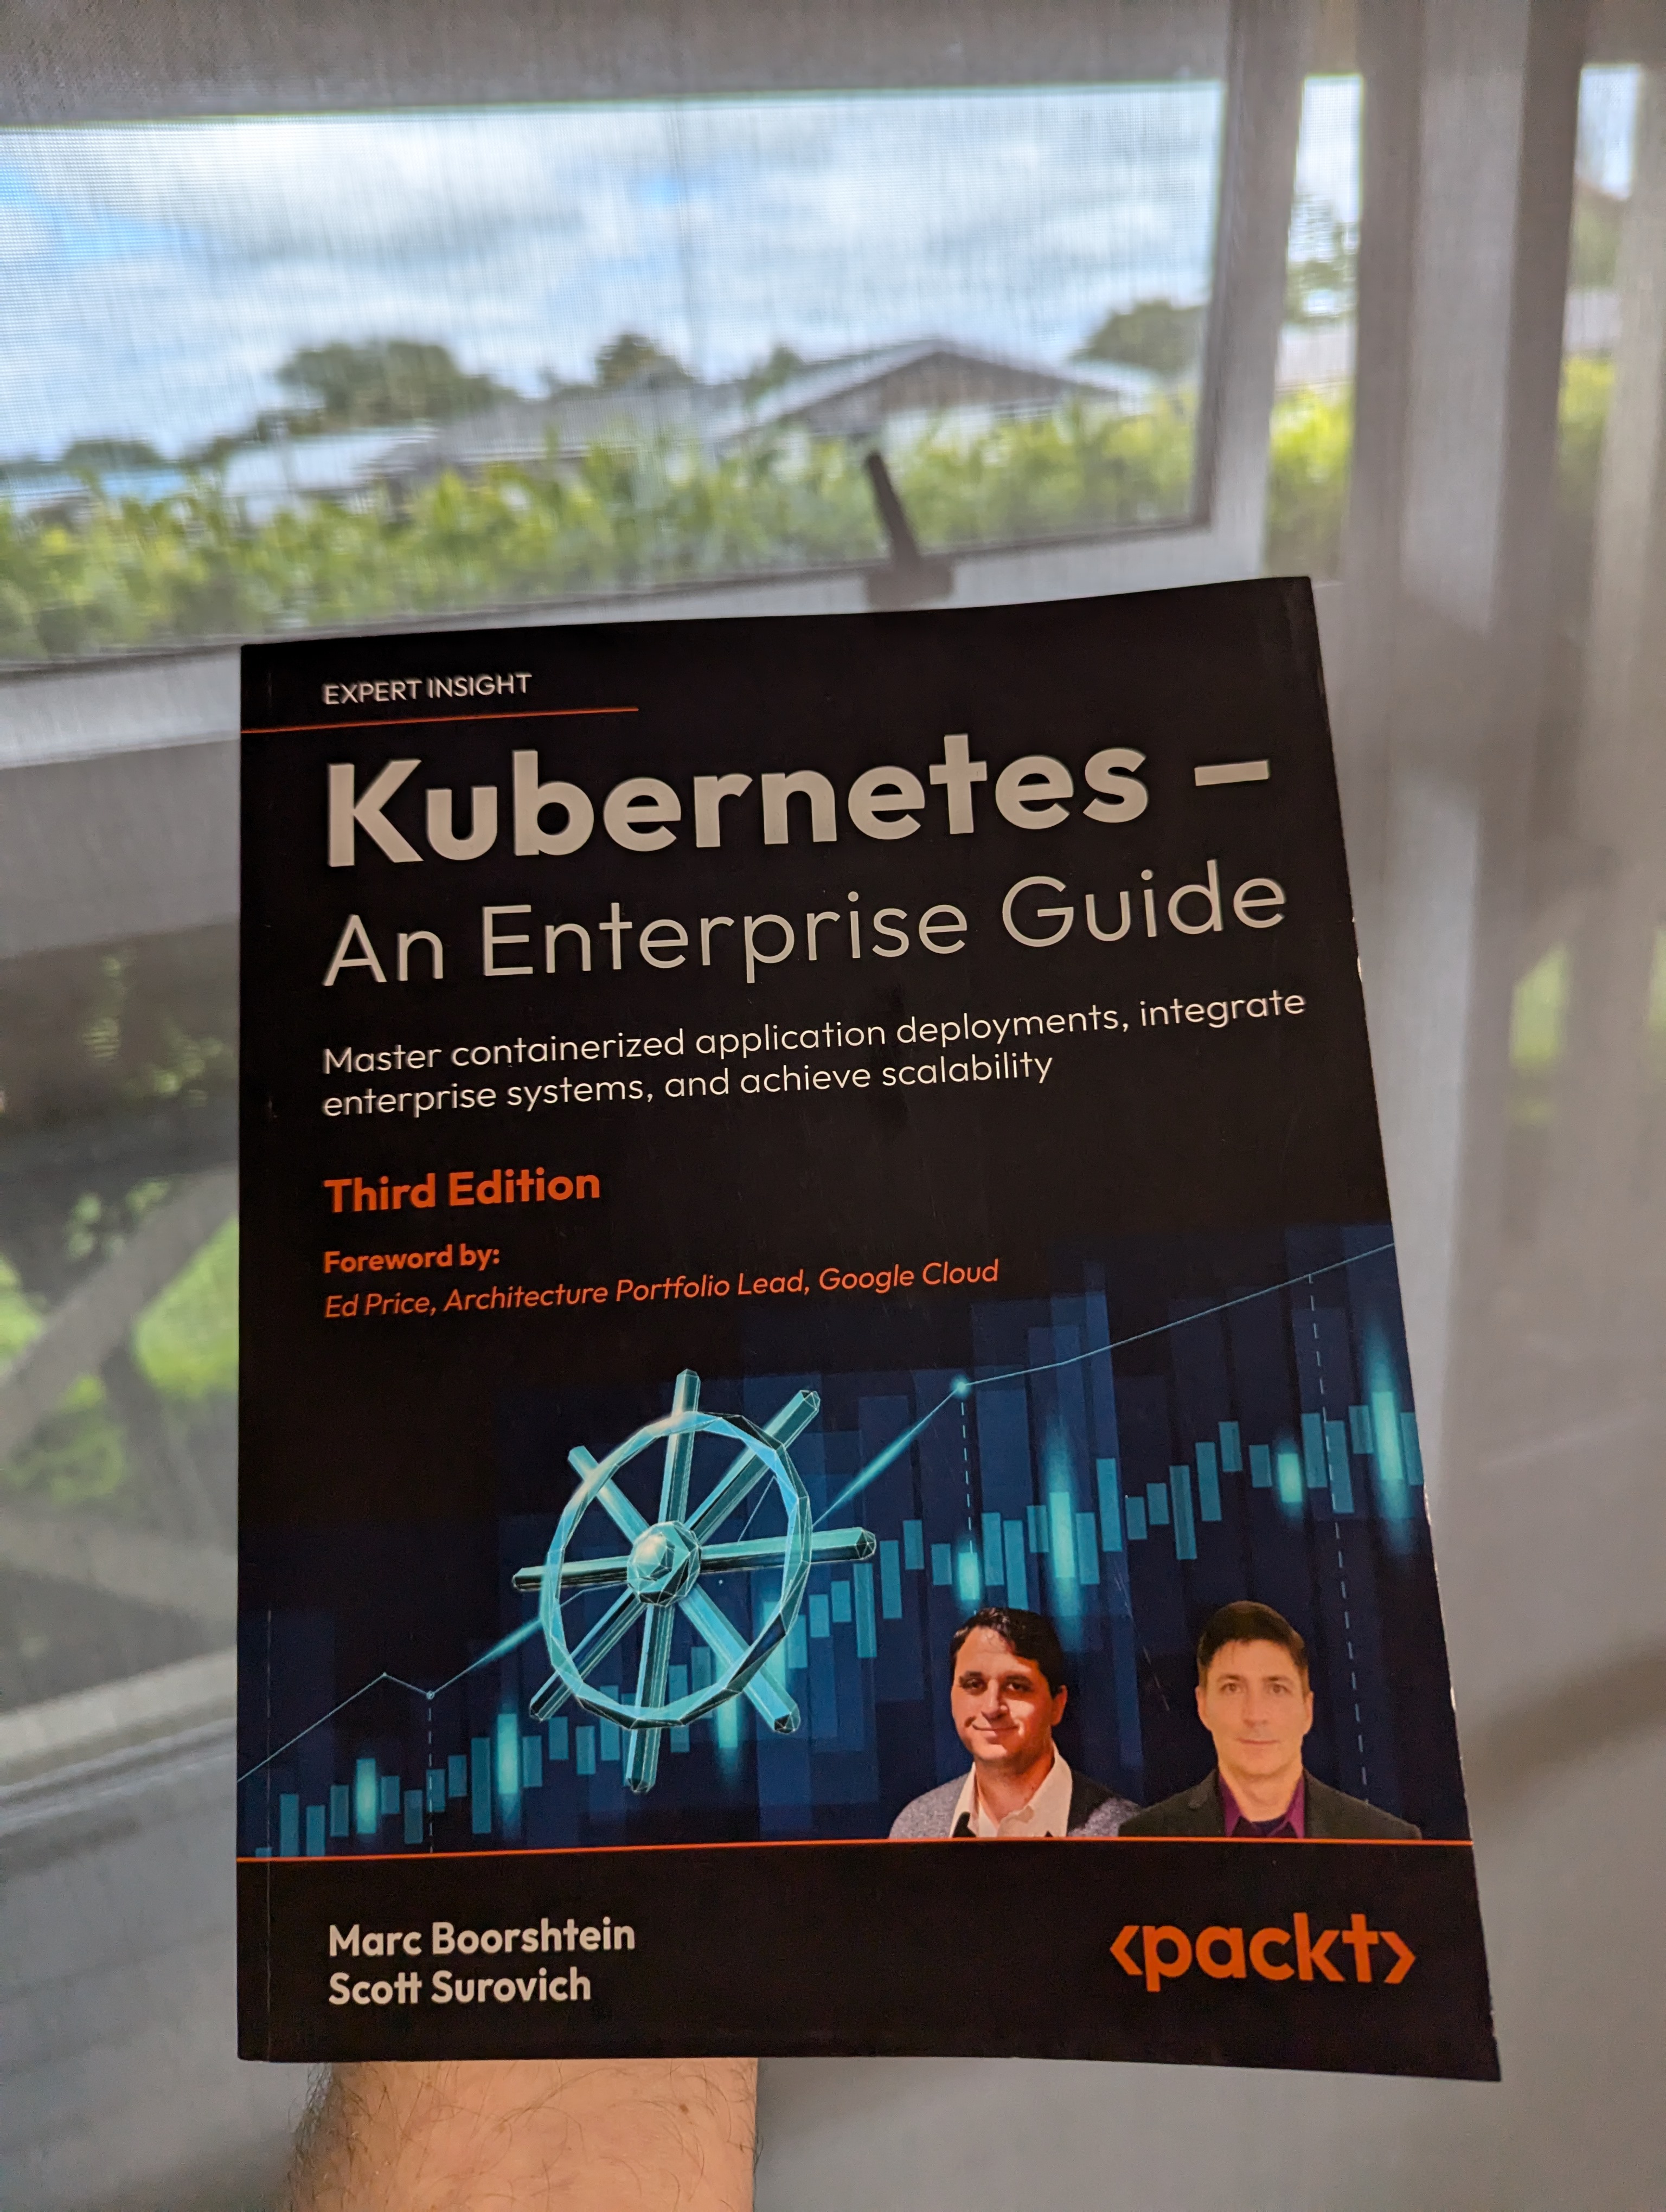 EXPERT INSIGHT
Kubernetes –
An Enterprise Guide
Master containerized application deployments, integrate
enterprise systems, and achieve scalability
Third Edition
Foreword by:
Ed Price, Architecture Portfolio Lead, Google Cloud
Marc Boorshtein
Scott Surovich
<packt>